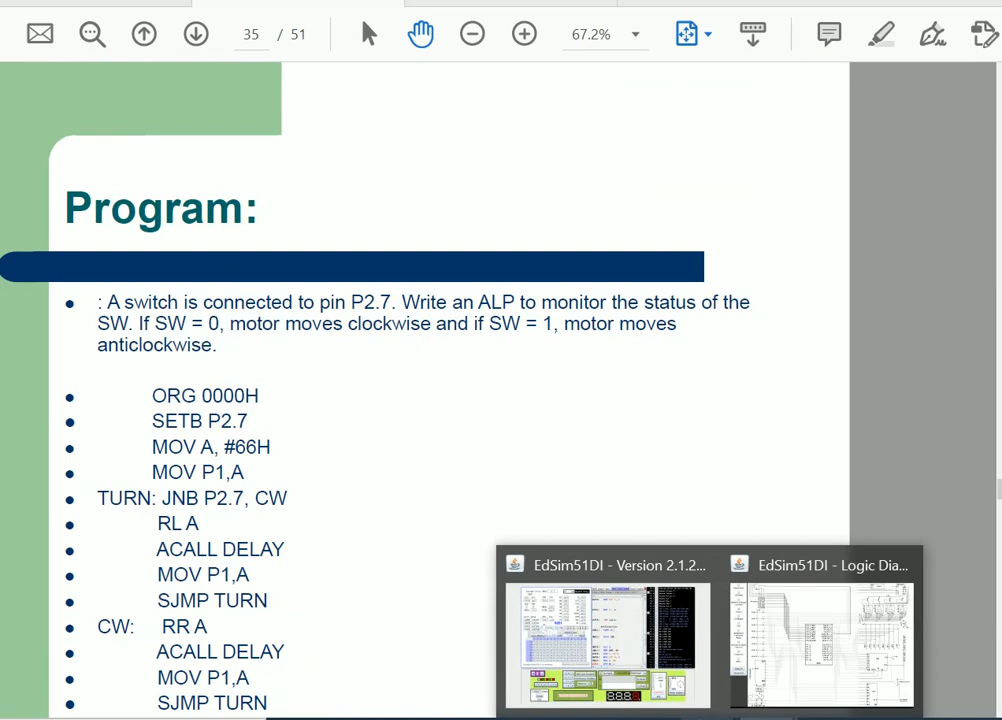 35 / 51
67.2%
Program:
: A switch is connected to pin P2.7. Write an ALP to monitor the status of the
SW. If SW = 0, motor moves clockwise and if SW = 1, motor moves
anticlockwise.
ORG 0000H
SETB P2.7
MOV A, #66H
MOV P1,A
TURN: JNB P2.7, CW
RL A
ACALL DELAY
MOV P1,A
SJMP TURN
CW: RR A
ACALL DELAY
MOV P1,A
SJMP TURN
EdSim51DI - Version 2.1.2...
EdSim51DI - Logic Dia...